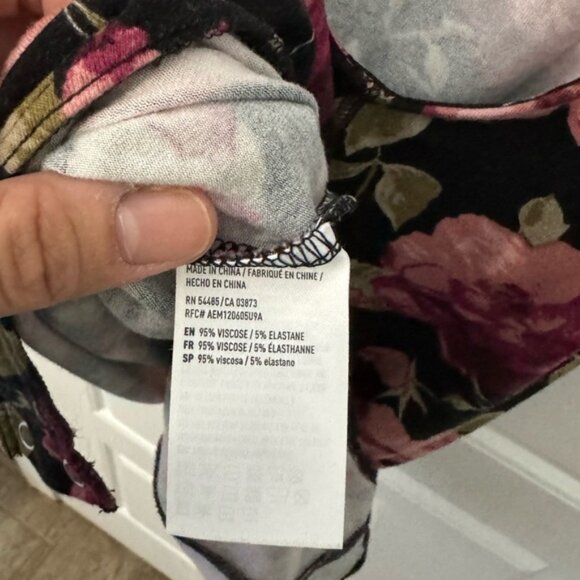 MADE IN CHINA / FABRIQUÉ EN CHINE /
HECHO EN CHINA
RN 54485/CA 03873
RFC# AEM120605U9A
EN 95% VISCOSE / 5% ELASTANE
FR 95% VISCOSE / 5% ÉLASTHANNE
SP 95% viscosa / 5% elastano